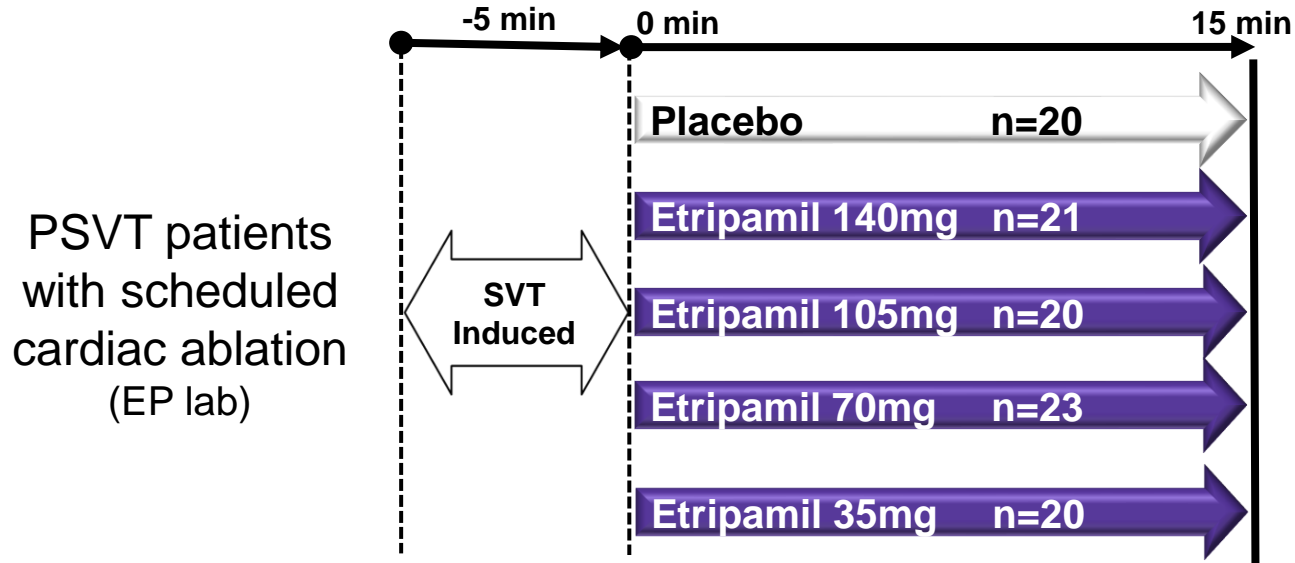 -5 min
0 min
15 min
PSVT patients
with scheduled
cardiac ablation
(EP lab)
SVT
Induced
Placebo n=20
Etripamil 140mg n=21
Etripamil 105mg n=20
Etripamil 70mg n=23
Etripamil 35mg n=20